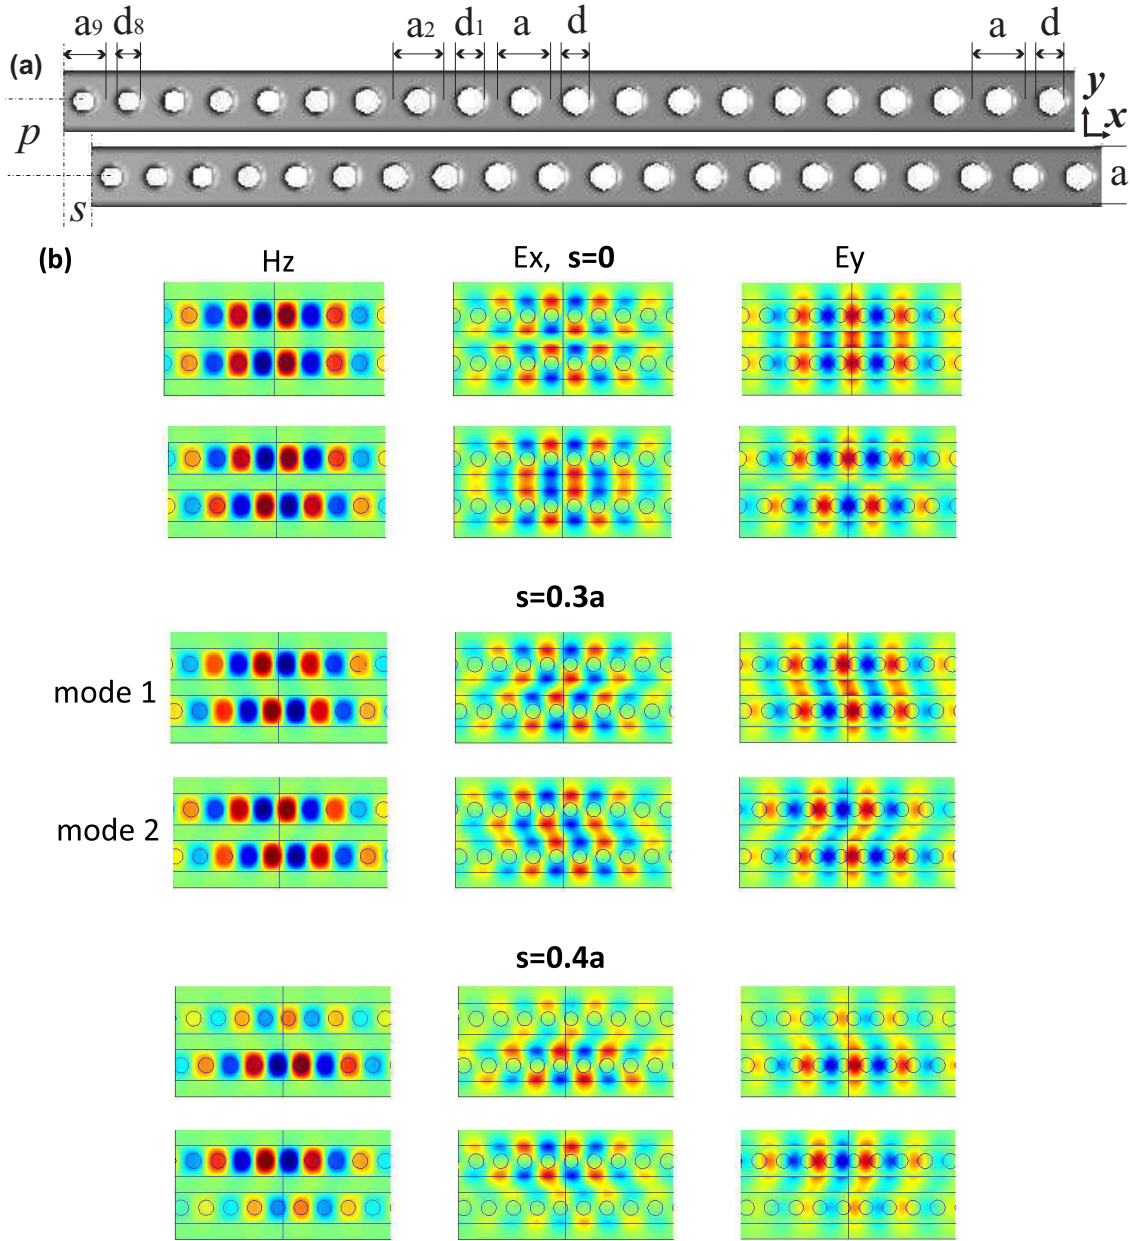 a9 d8 a2 d1 a d a d
(a)
y
x
p
a
s
(b)
Hz Ex, s=0 Ey
s=0.3a
mode 1
mode 2
s=0.4a